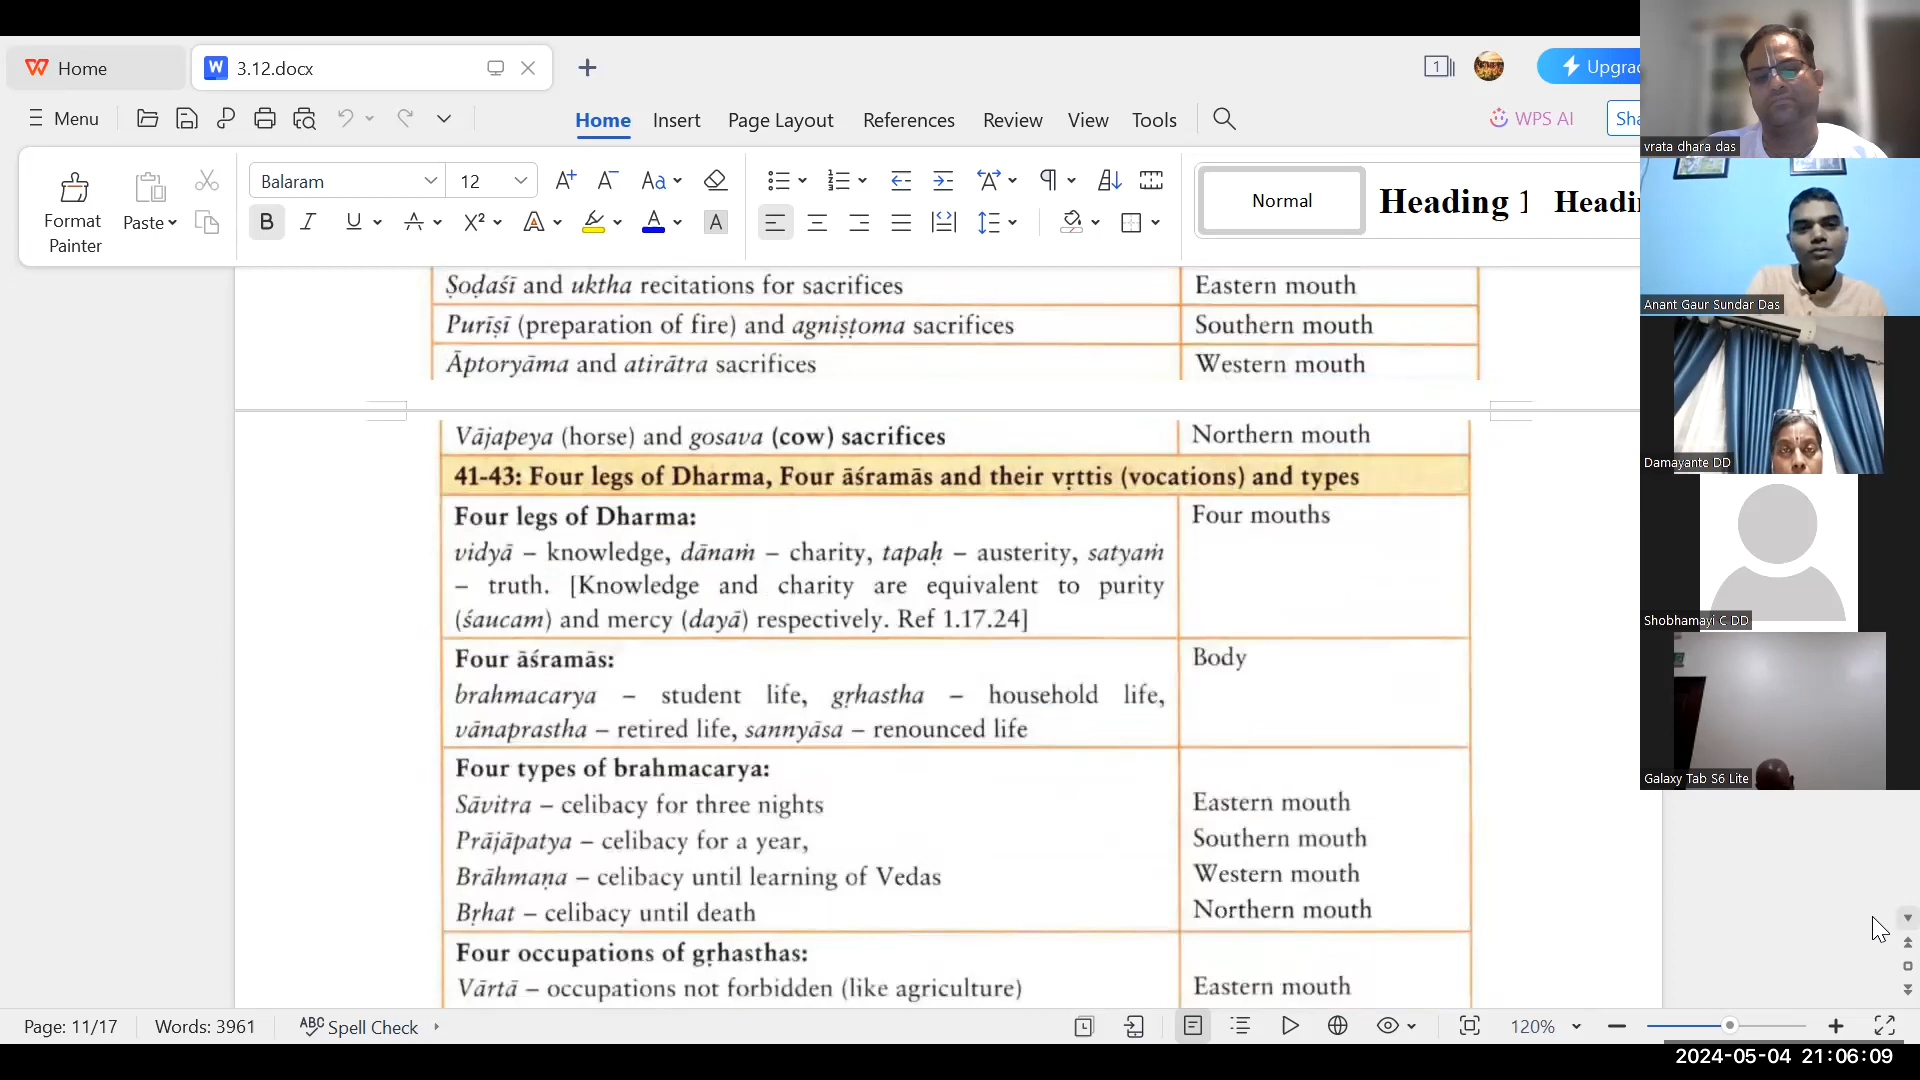 Home
3.12.docx
1
Upgrad
Menu
Home Insert Page Layout References Review View Tools
WPS AI
Sha
Format Painter
Paste
Balaram
12
Normal
Heading 1
Headi
Ṣoḍaśī and uktha recitations for sacrifices
Eastern mouth
Purīṣī (preparation of fire) and agniṣṭoma sacrifices
Southern mouth
Āptoryāma and atirātra sacrifices
Western mouth
Vājapeya (horse) and gosava (cow) sacrifices
Northern mouth
41-43: Four legs of Dharma, Four āśramās and their vṛttis (vocations) and types
Four legs of Dharma:
Four mouths
vidyā – knowledge, dānaṁ – charity, tapaḥ – austerity, satyaṁ
– truth. [Knowledge and charity are equivalent to purity
(śaucam) and mercy (dayā) respectively. Ref 1.17.24]
Four āśramās:
Body
brahmacarya – student life, gṛhastha – household life,
vānaprastha – retired life, sannyāsa – renounced life
Four types of brahmacarya:
Sāvitra – celibacy for three nights
Eastern mouth
Prājāpatya – celibacy for a year,
Southern mouth
Brāhmaṇa – celibacy until learning of Vedas
Western mouth
Bṛhat – celibacy until death
Northern mouth
Four occupations of gṛhasthas:
Vārtā – occupations not forbidden (like agriculture)
Eastern mouth
Page: 11/17
Words: 3961
Spell Check
120%
vrata dhara das
Anant Gaur Sundar Das
Damayante DD
Shobhamayi C DD
Galaxy Tab S6 Lite
2024-05-04 21:06:09